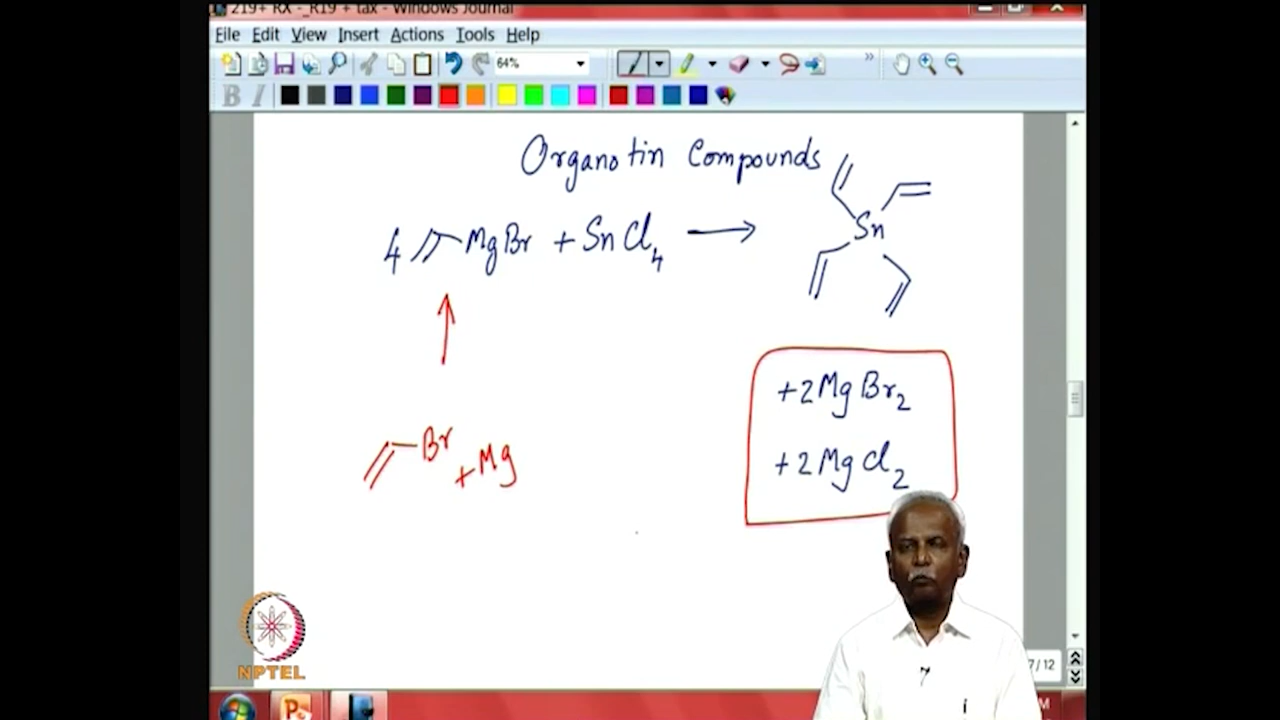 219+ RX -_R19 + tax - Windows Journal
File Edit View Insert Actions Tools Help
64%
B I
Organotin Compounds
4 MgBr + SnCl4 → Sn
Br + Mg
+2MgBr2
+2MgCl2
NPTEL
7/12